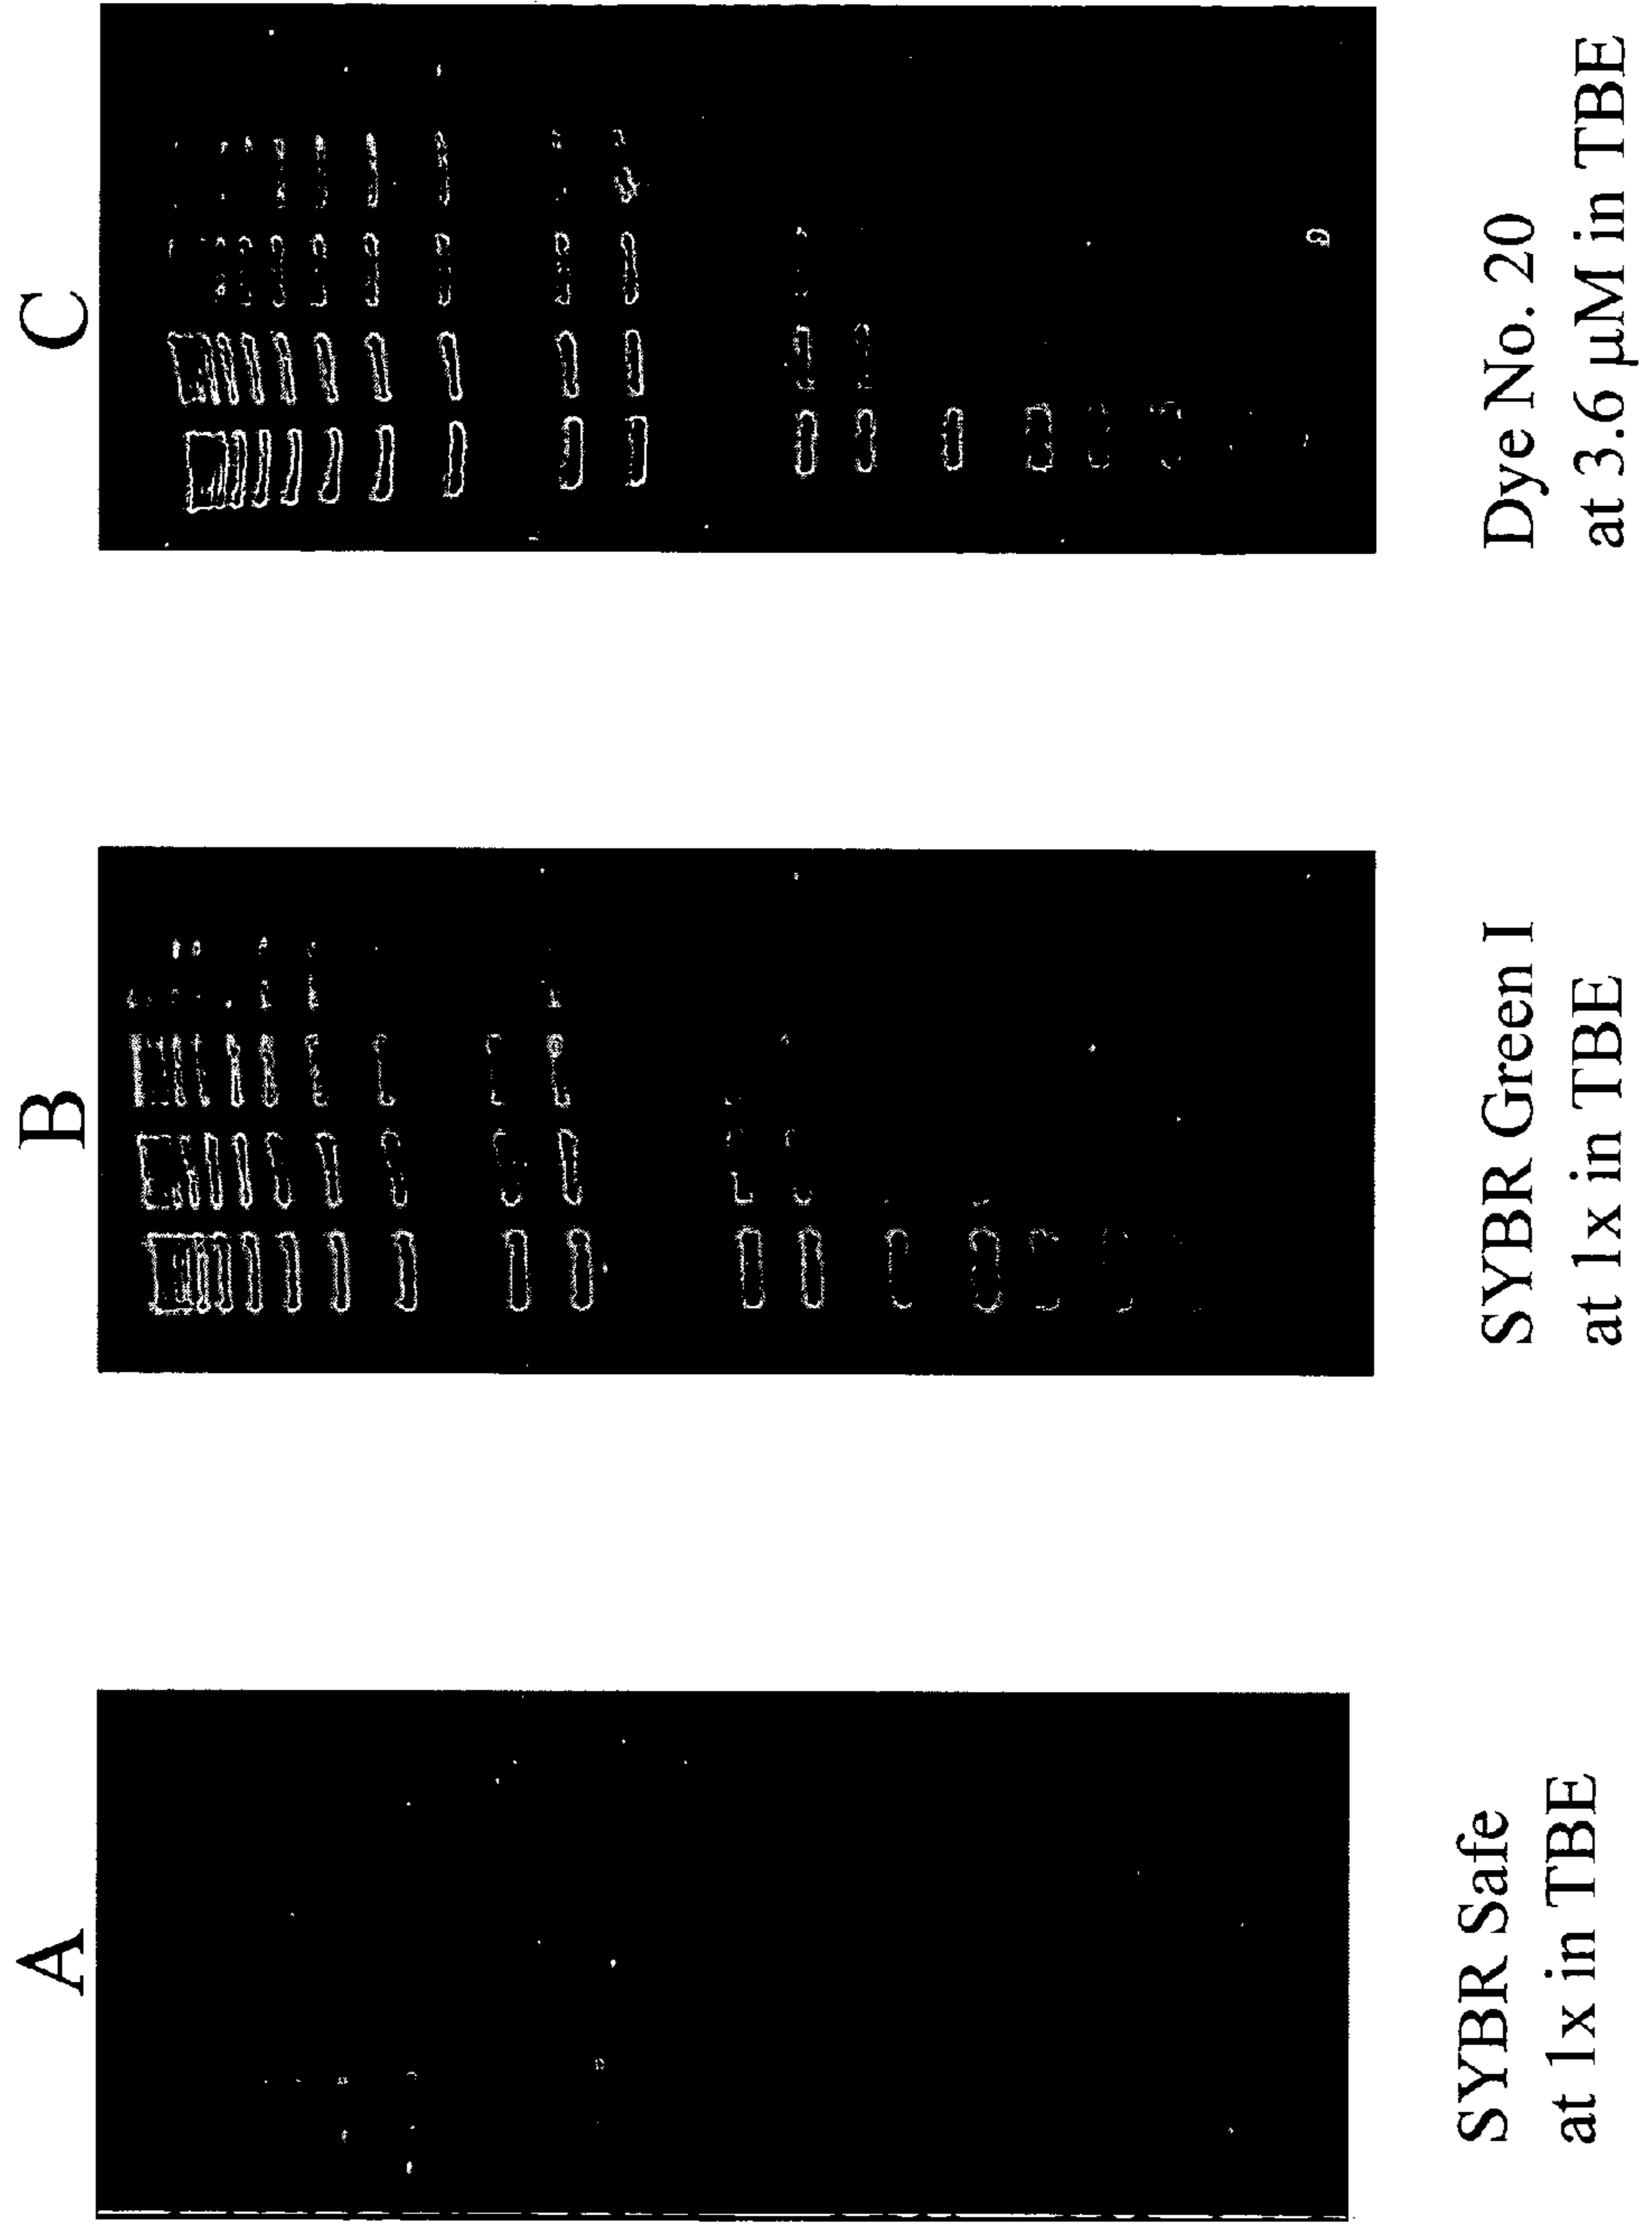 A
B
C
SYBR Safe
at 1x in TBE
SYBR Green I
at 1x in TBE
Dye No. 20
at 3.6 µM in TBE